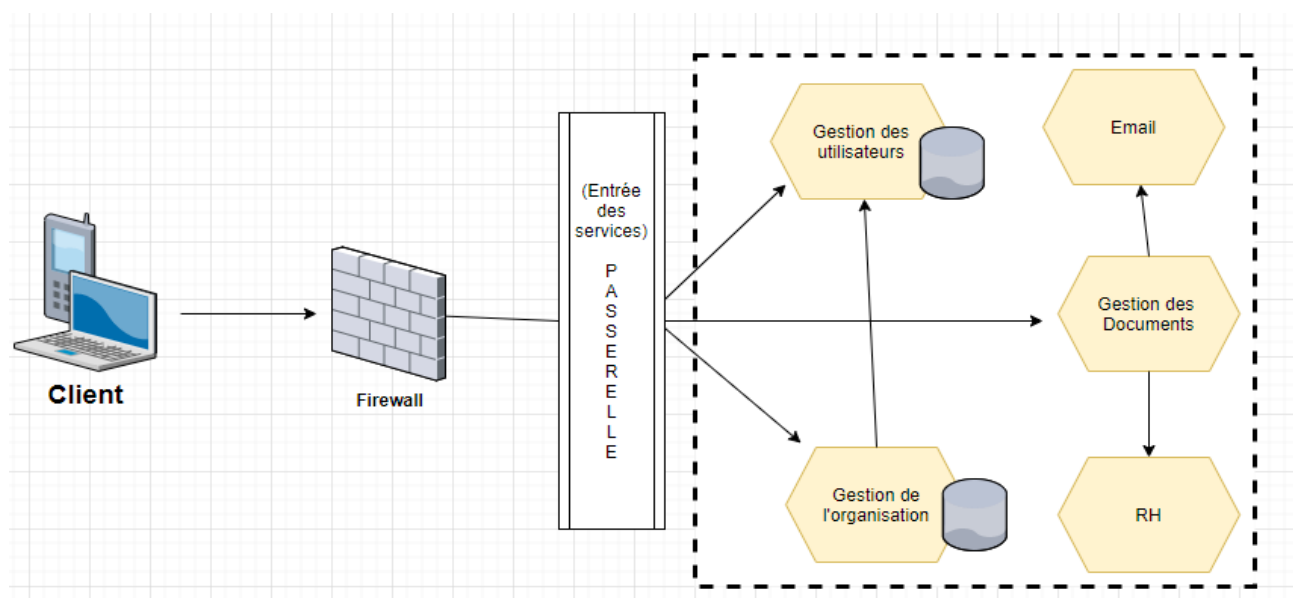 Client
Firewall
(Entrée
des
services)
P
A
S
S
E
R
E
L
L
E
Gestion des
utilisateurs
Email
Gestion des
Documents
Gestion de
l'organisation
RH